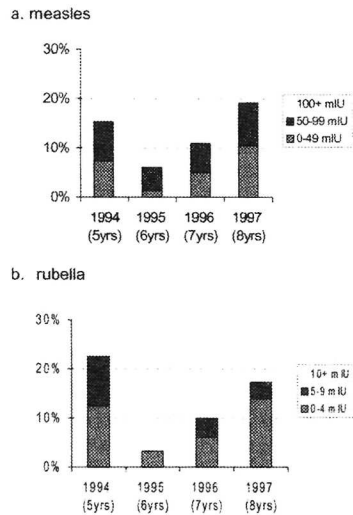 a. measles
30%
20%
10%
0%
100+ mIU
50-99 mIU
0-49 mIU
1994 1995 1996 1997
(5yrs) (6yrs) (7yrs) (8yrs)
b. rubella
30%
20%
10%
0%
10+ mIU
5-9 mIU
0-4 mIU
1994 1995 1996 1997
(5yrs) (6yrs) (7yrs) (8yrs)